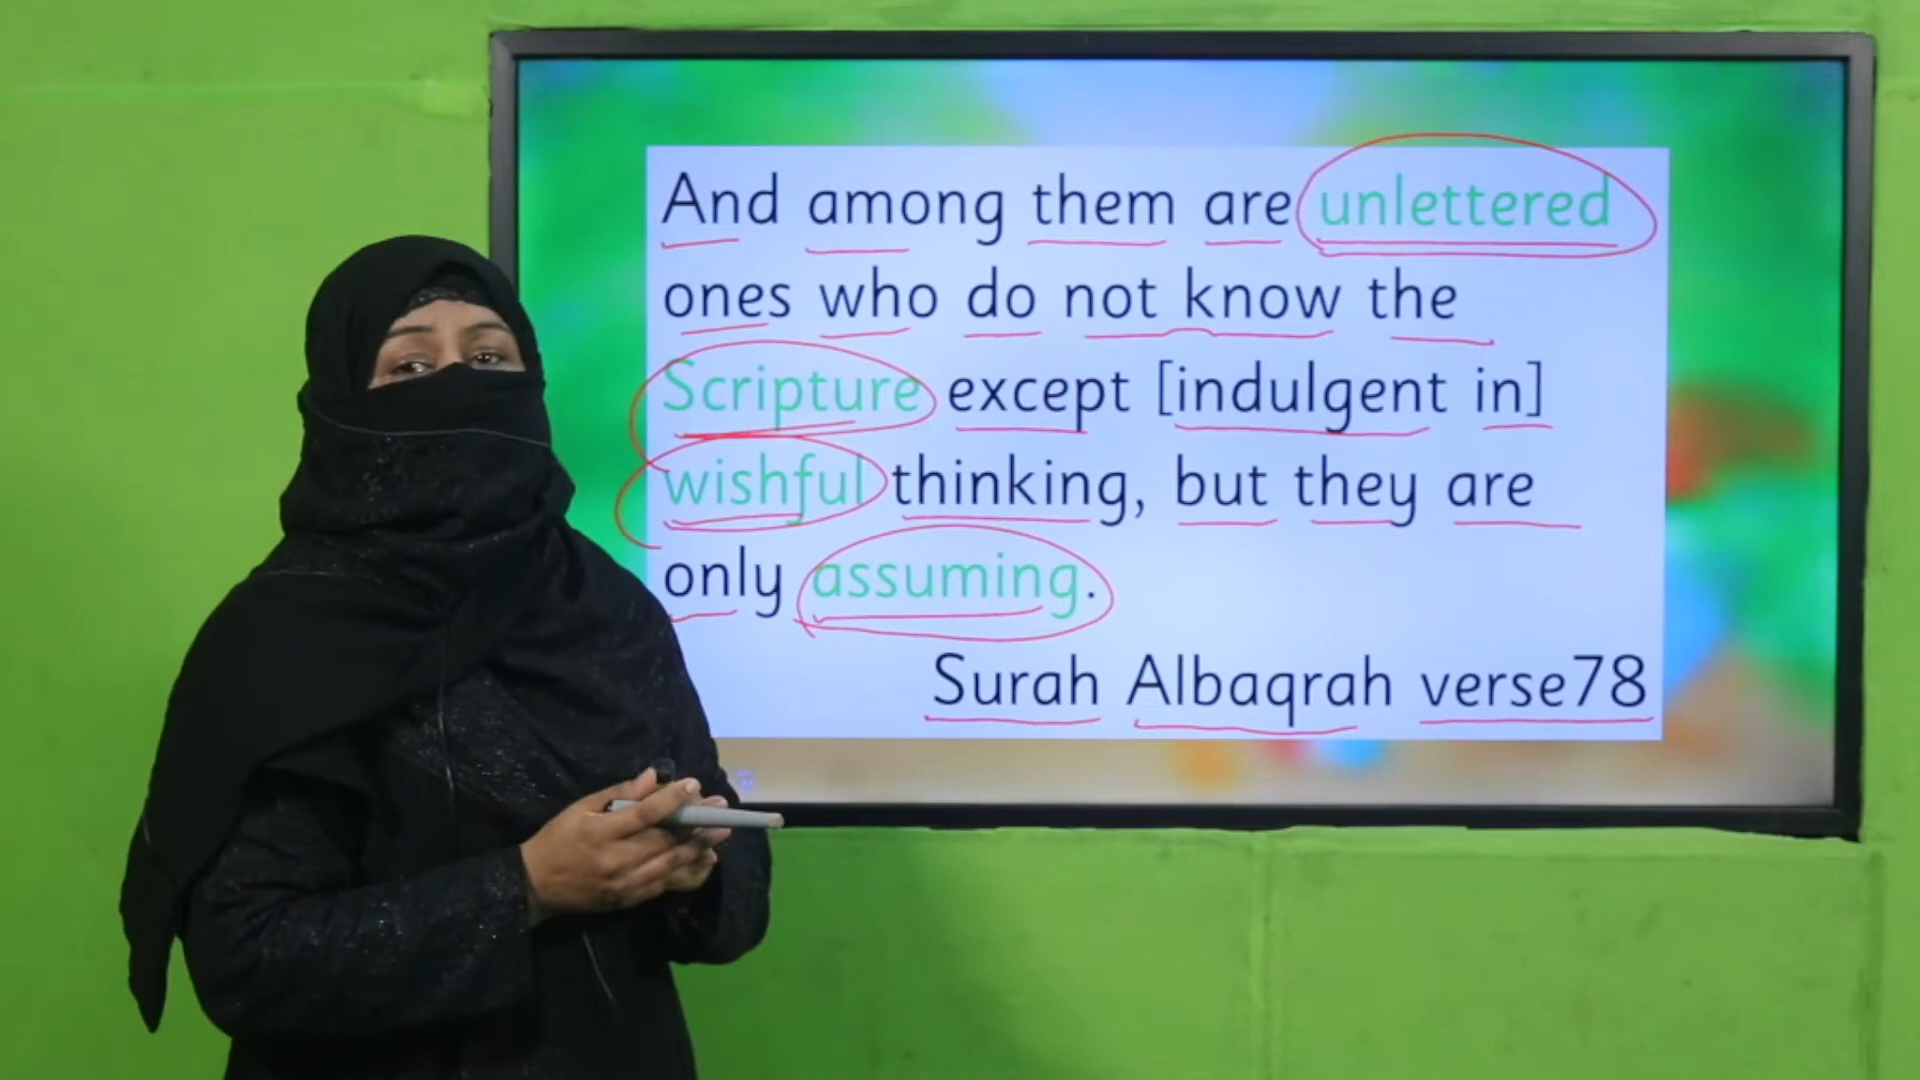 And among them are unlettered
ones who do not know the
Scripture except [indulgent in]
wishful thinking, but they are
only assuming.
Surah Albaqrah verse78